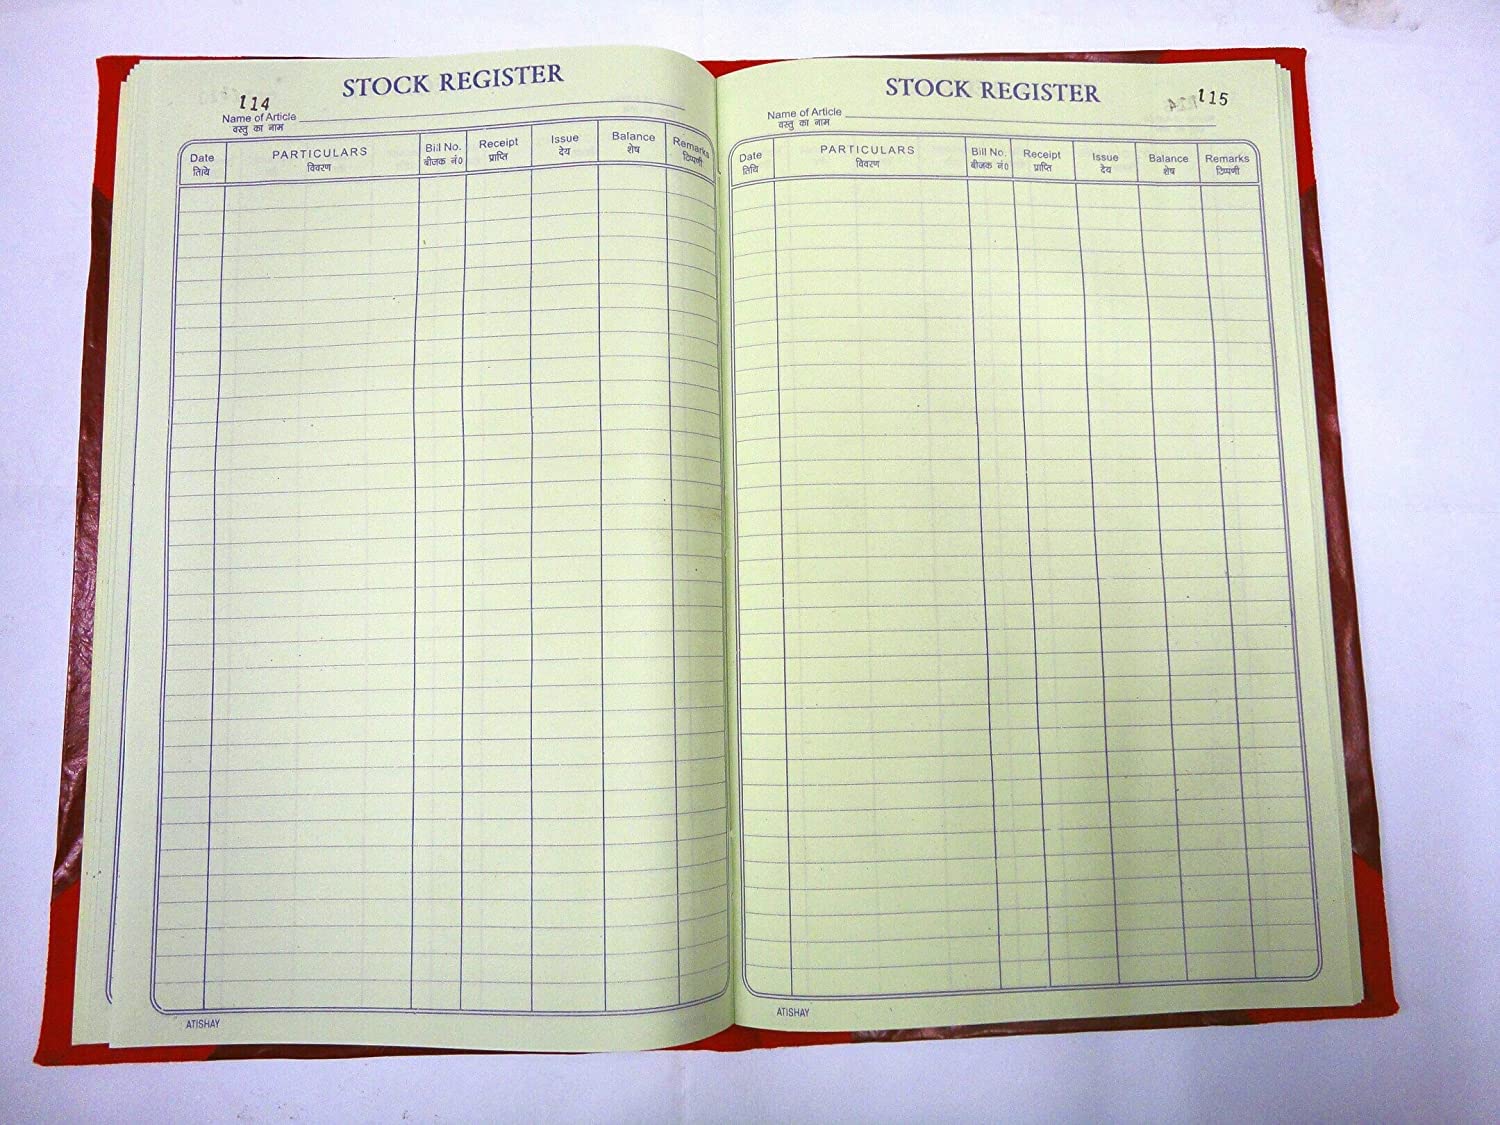 114
STOCK REGISTER
Name of Article
वस्तु का नाम
Date PARTICULARS Bill No. Receipt Issue Balance Remarks
तिथि विवरण बीजक नं० प्राप्ति देय शेष टिप्पणी
ATISHAY
STOCK REGISTER
115
Name of Article
वस्तु का नाम
Date PARTICULARS Bill No. Receipt Issue Balance Remarks
तिथि विवरण बीजक नं० प्राप्ति देय शेष टिप्पणी
ATISHAY